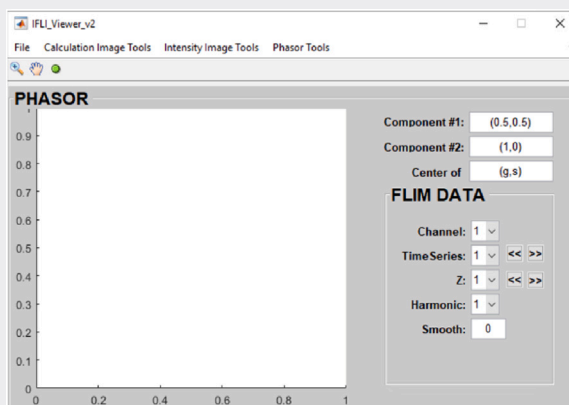 IFLI_Viewer_v2
File Calculation Image Tools Intensity Image Tools Phasor Tools
PHASOR
Component #1: (0.5,0.5)
Component #2: (1,0)
Center of (g,s)
FLIM DATA
Channel: 1
TimeSeries: 1 << >>
Z: 1 << >>
Harmonic: 1
Smooth: 0
1
0.9
0.8
0.7
0.6
0.5
0.4
0.3
0.2
0.1
0
0 0.2 0.4 0.6 0.8 1